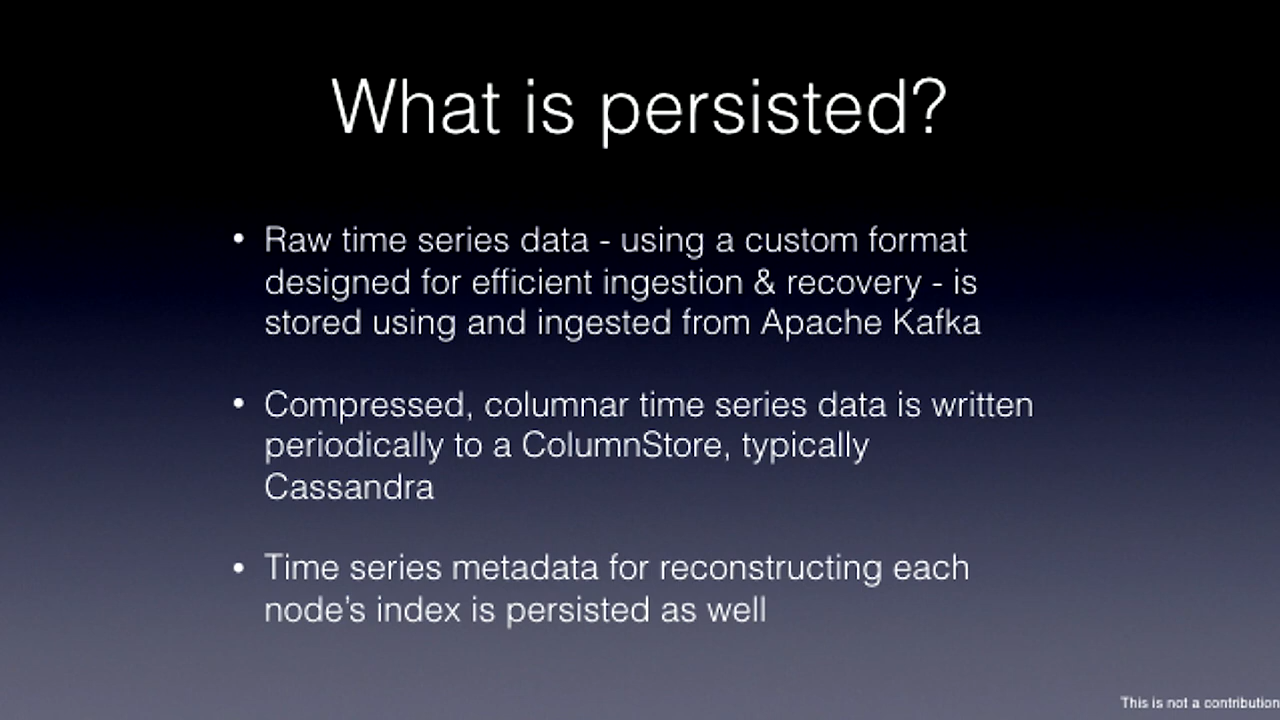 What is persisted?
• Raw time series data - using a custom format
designed for efficient ingestion & recovery - is
stored using and ingested from Apache Kafka
• Compressed, columnar time series data is written
periodically to a ColumnStore, typically
Cassandra
• Time series metadata for reconstructing each
node's index is persisted as well
This is not a contribution